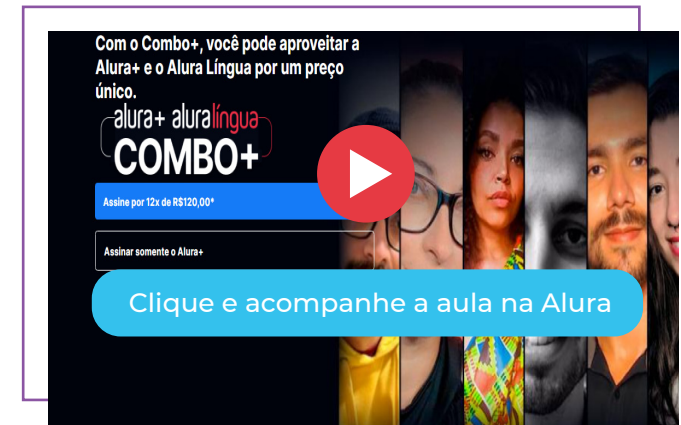 Com o Combo+, você pode aproveitar a
Alura+ e o Alura Língua por um preço
único.
alura+ aluralíngua
COMBO+
Assine por 12x de R$120,00*
Assinar somente o Alura+
Clique e acompanhe a aula na Alura